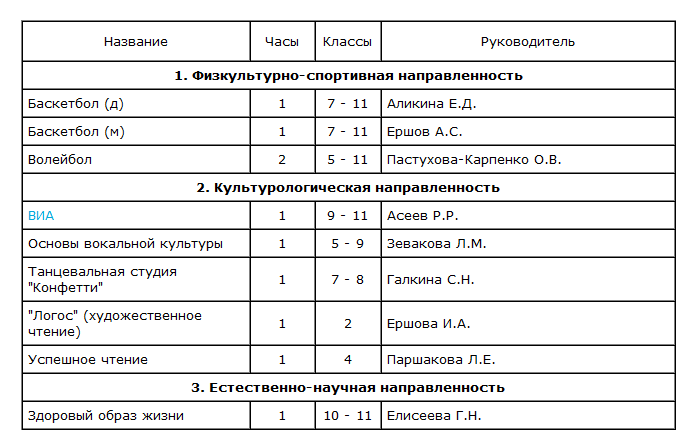 Название Часы Классы Руководитель
1. Физкультурно-спортивная направленность
Баскетбол (д) 1 7 - 11 Аликина Е.Д.
Баскетбол (м) 1 7 - 11 Ершов А.С.
Волейбол 2 5 - 11 Пастухова-Карпенко О.В.
2. Культурологическая направленность
ВИА 1 9 - 11 Асеев Р.Р.
Основы вокальной культуры 1 5 - 9 Зевакова Л.М.
Танцевальная студия
"Конфетти" 1 7 - 8 Галкина С.Н.
"Логос" (художественное
чтение) 1 2 Ершова И.А.
Успешное чтение 1 4 Паршакова Л.Е.
3. Естественно-научная направленность
Здоровый образ жизни 1 10 - 11 Елисеева Г.Н.